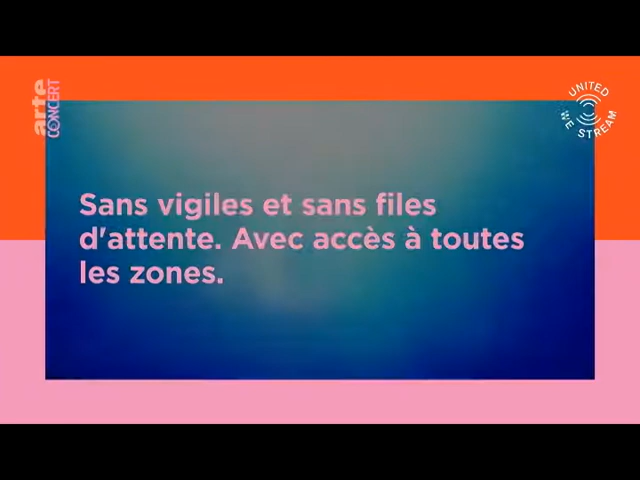 arte
CONCERT
UNITED
WE STREAM
Sans vigiles et sans files
d'attente. Avec accès à toutes
les zones.